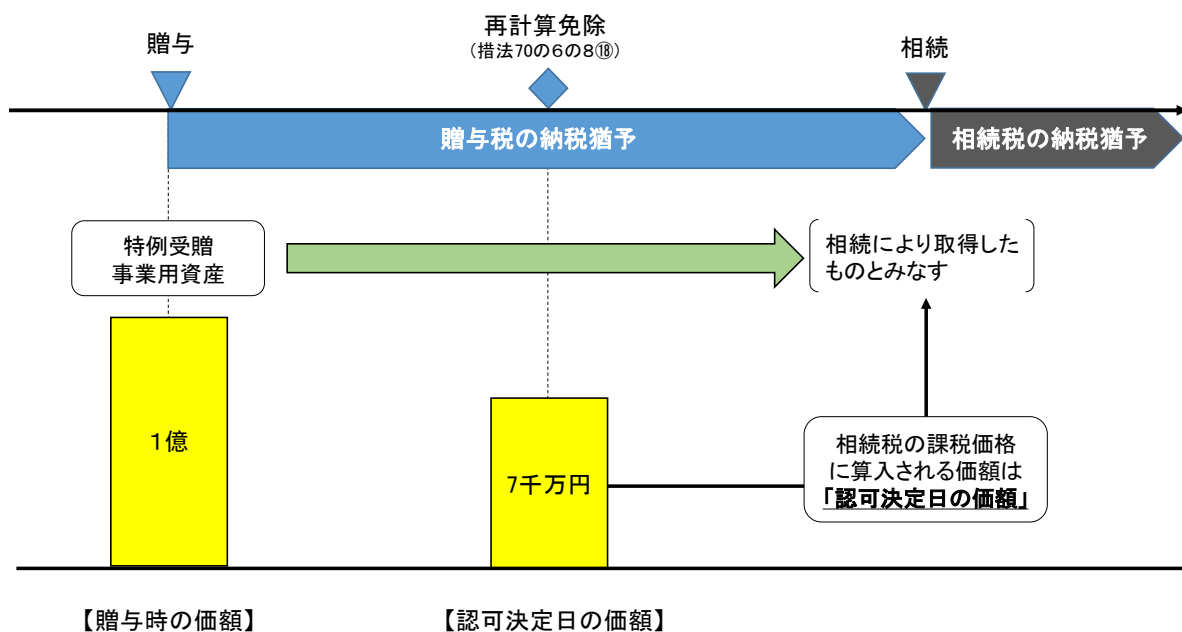 贈与
再計算免除
(措法70の6の8⑱)
相続
贈与税の納税猶予
相続税の納税猶予
特例受贈
事業用資産
相続により取得した
ものとみなす
1億
7千万円
相続税の課税価格
に算入される価額は
「認可決定日の価額」
【贈与時の価額】
【認可決定日の価額】